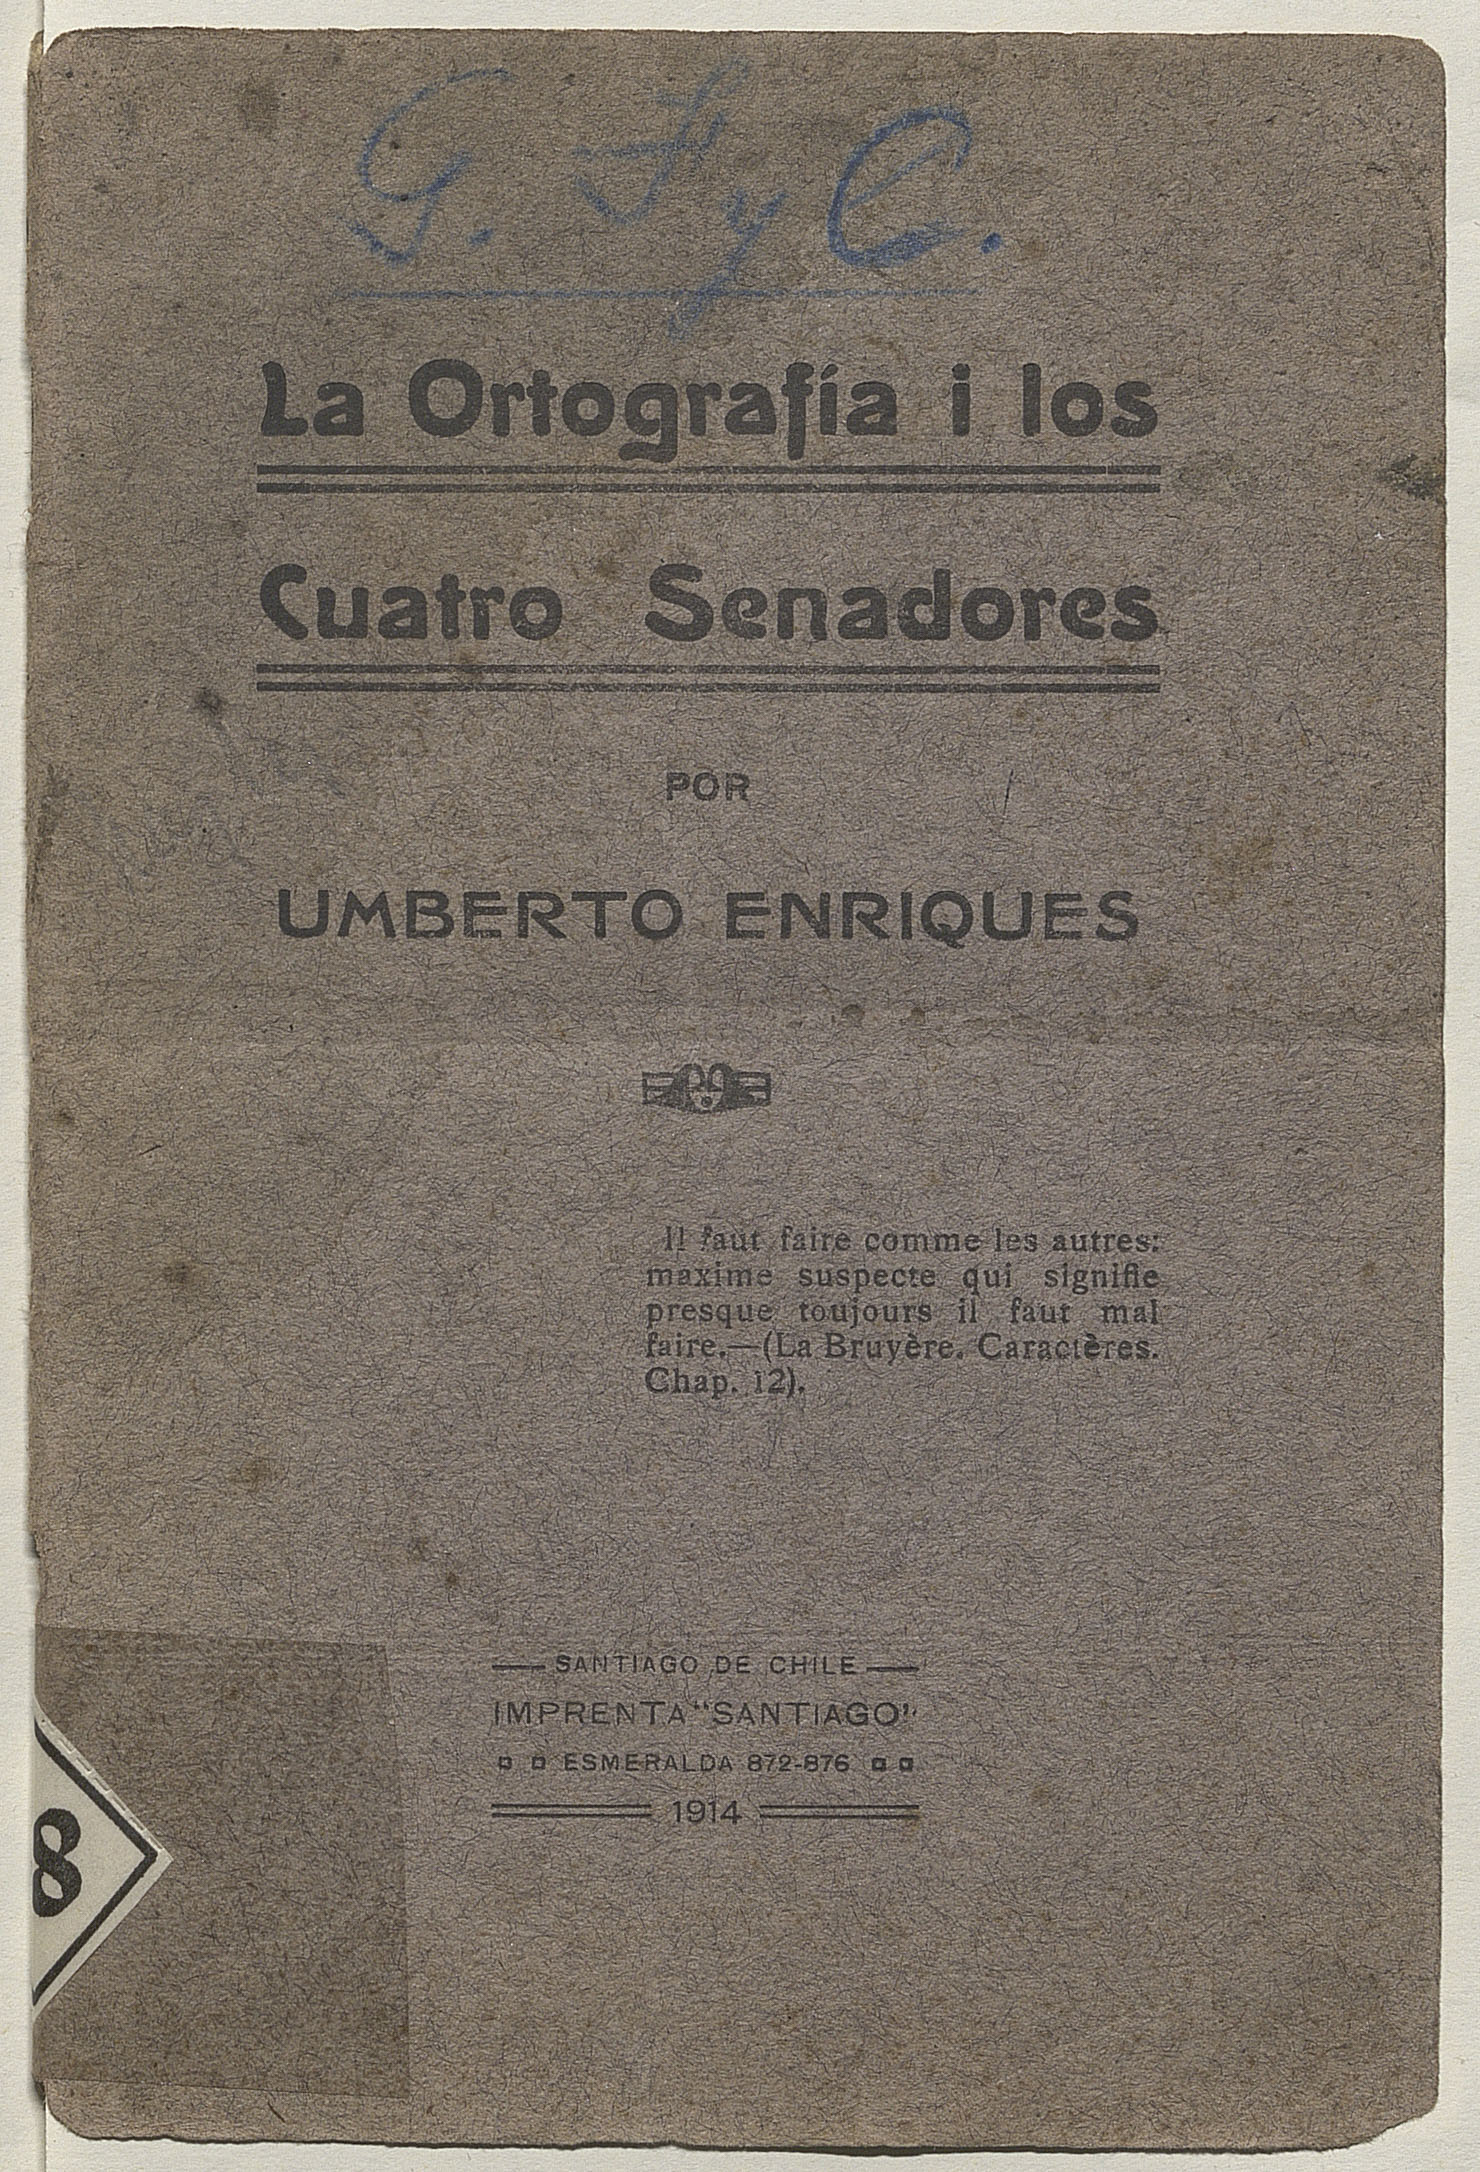 G. S y C.
La Ortografía i los
Cuatro Senadores
POR
UMBERTO ENRIQUES
Il faut faire comme les autres:
maxime suspecte qui signifie
presque toujours il faut mal
faire.—(La Bruyère. Caractères.
Chap. 12).
SANTIAGO DE CHILE
IMPRENTA "SANTIAGO"
ESMERALDA 872-876
1914
8